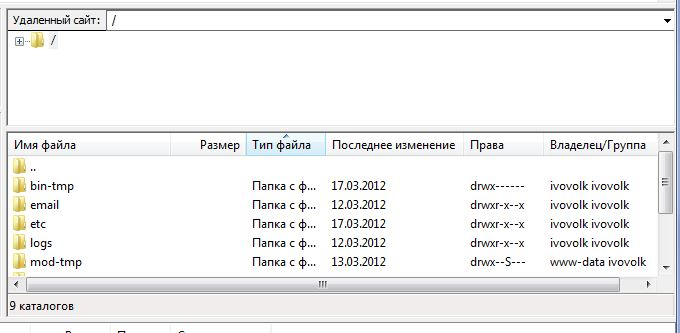 Удаленный сайт: /
/
Имя файла Размер Тип файла Последнее изменение Права Владелец/Группа
..
bin-tmp Папка с ф... 17.03.2012 drwx------ ivovolk ivovolk
email Папка с ф... 12.03.2012 drwxr-x--x ivovolk ivovolk
etc Папка с ф... 17.03.2012 drwxr-x--x ivovolk ivovolk
logs Папка с ф... 12.03.2012 drwxr-x--x ivovolk ivovolk
mod-tmp Папка с ф... 13.03.2012 drwx--S--- www-data ivovolk
9 каталогов